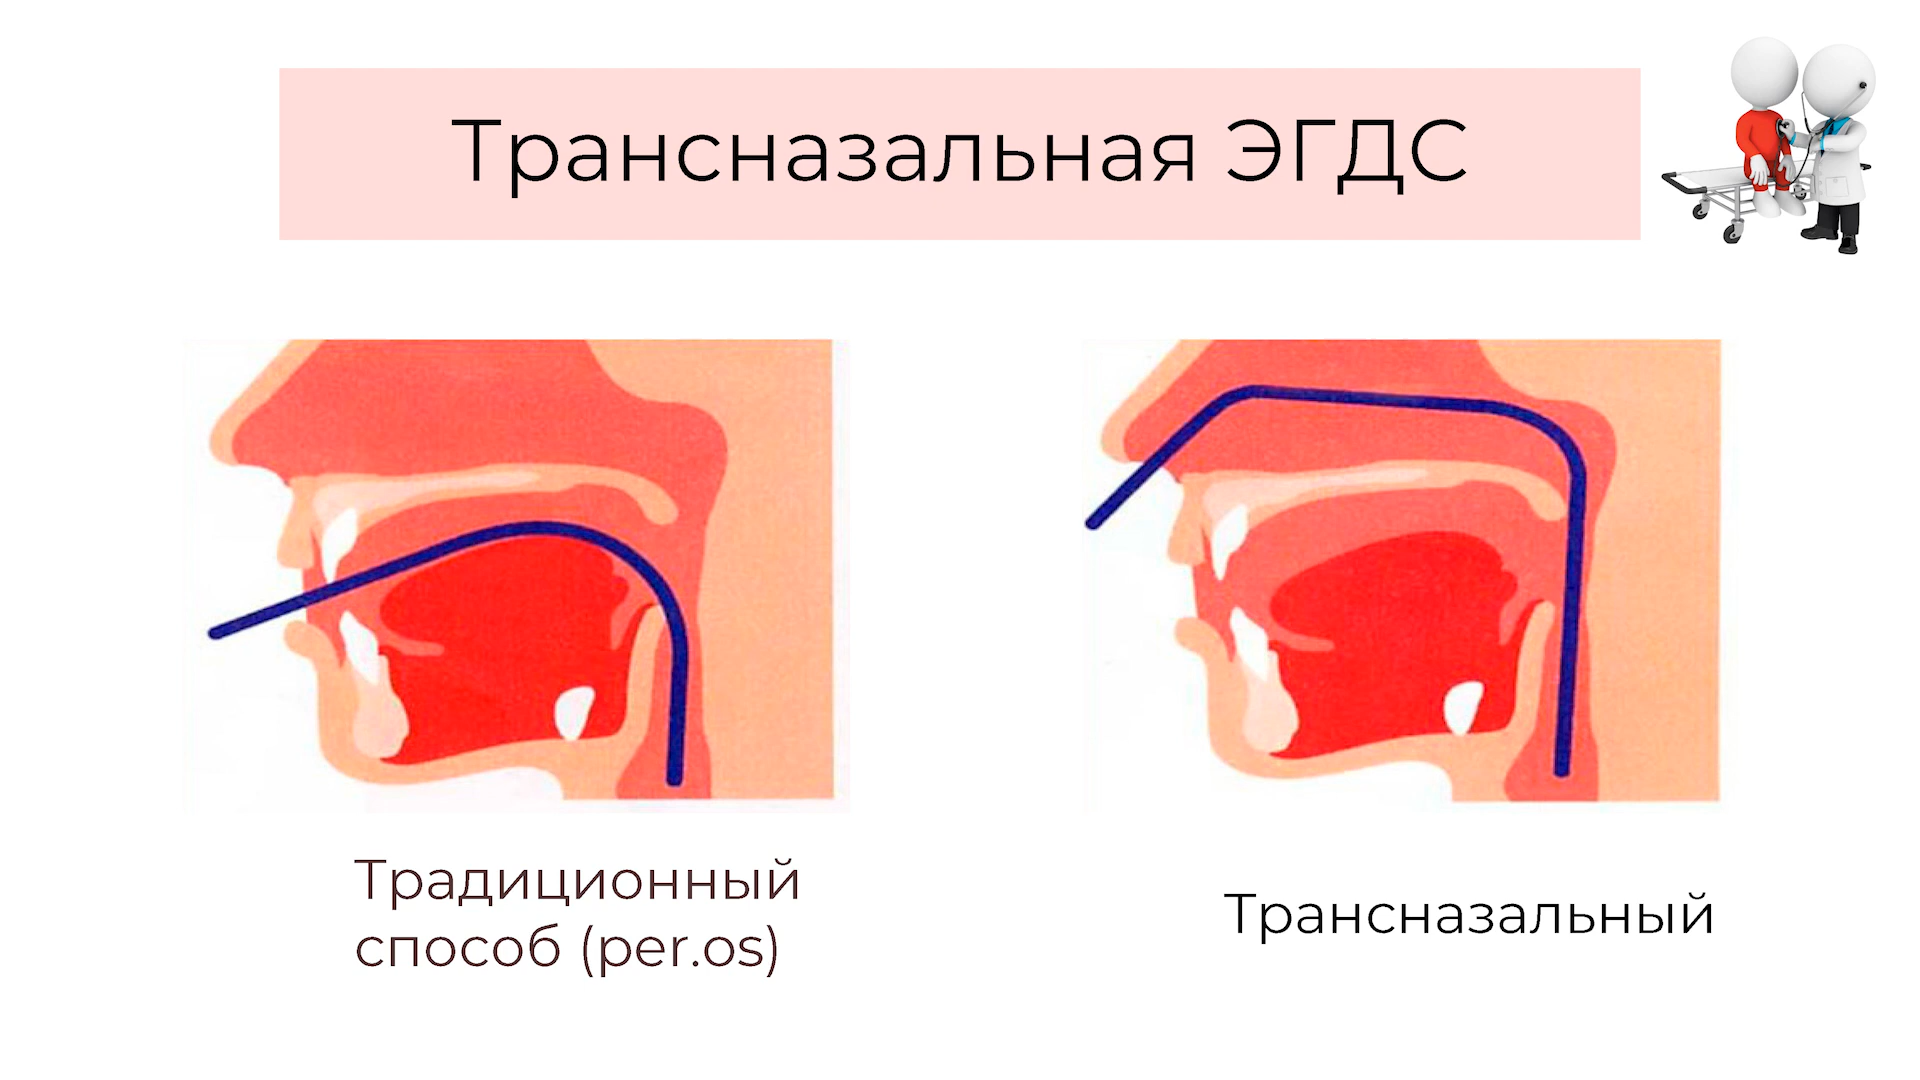 Трансназальная ЭГДС
Традиционный
способ (per.os)
Трансназальный